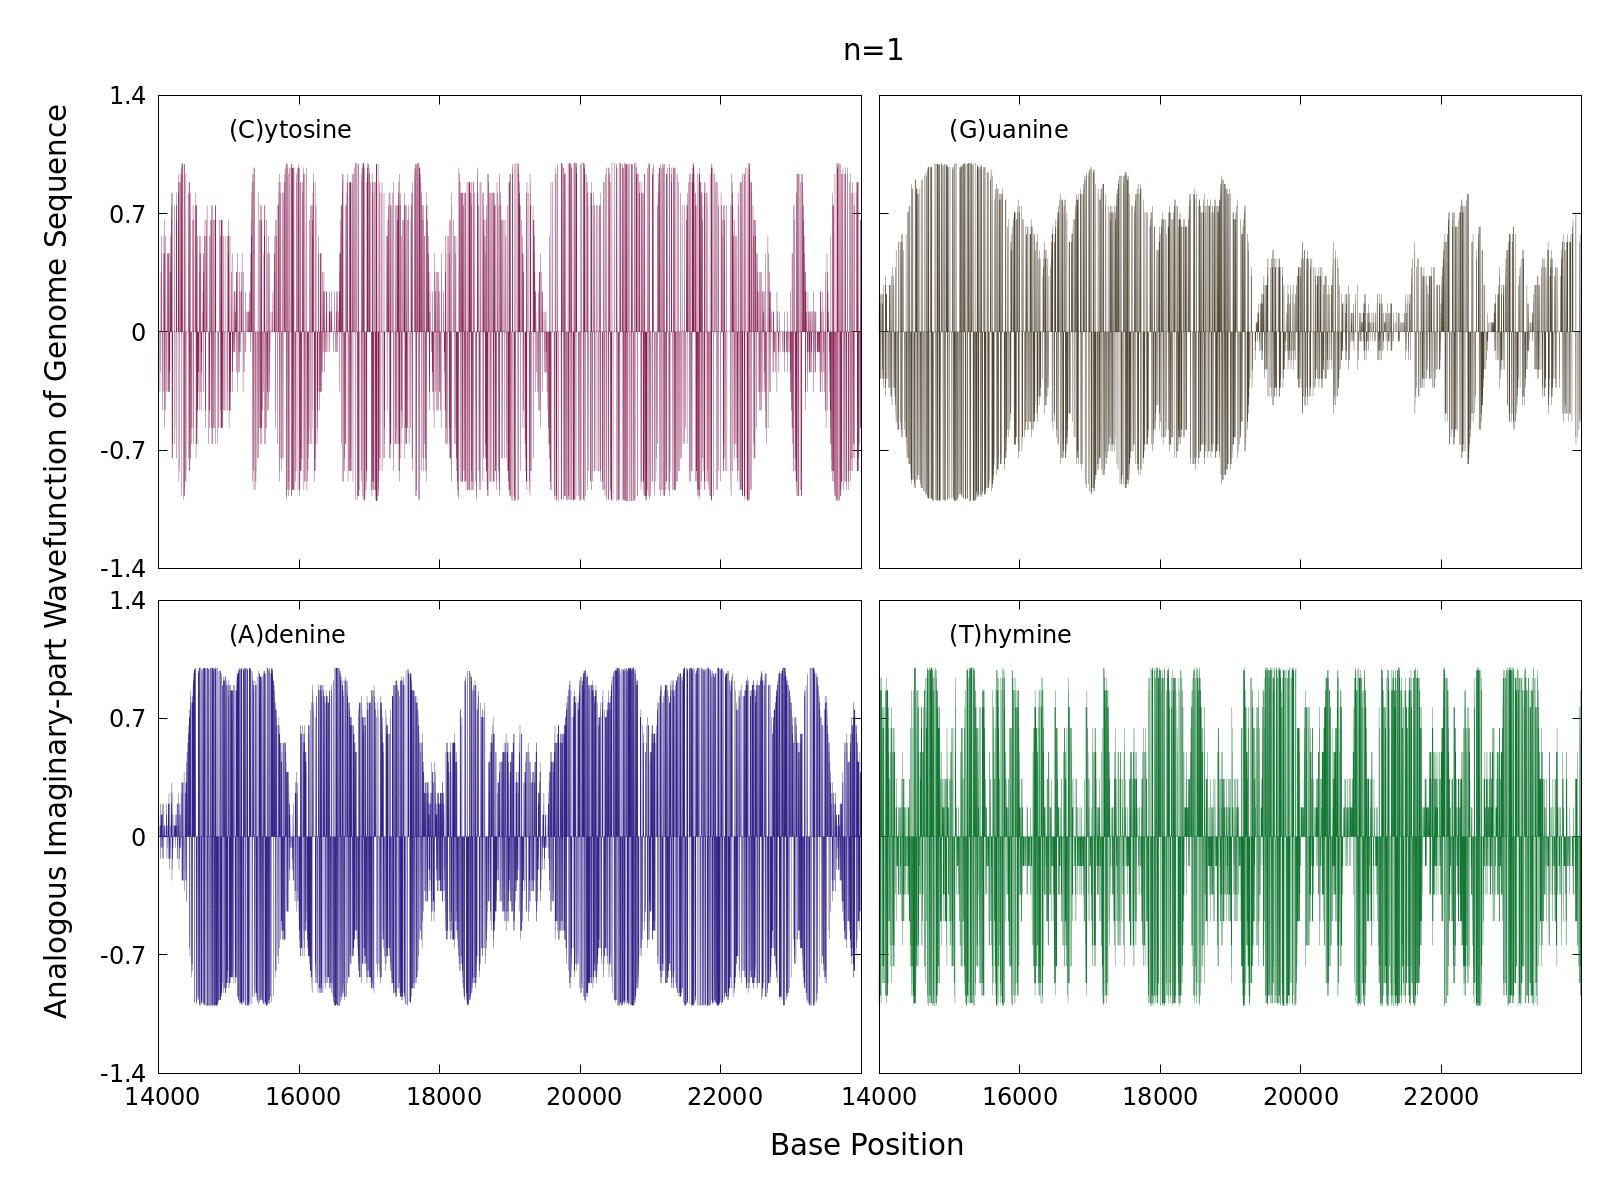 n=1
Analogous Imaginary-part Wavefunction of Genome Sequence
1.4
0.7
0
-0.7
-1.4
(C)ytosine
(G)uanine
1.4
0.7
0
-0.7
-1.4
(A)denine
(T)hymine
14000 16000 18000 20000 22000 14000 16000 18000 20000 22000
Base Position